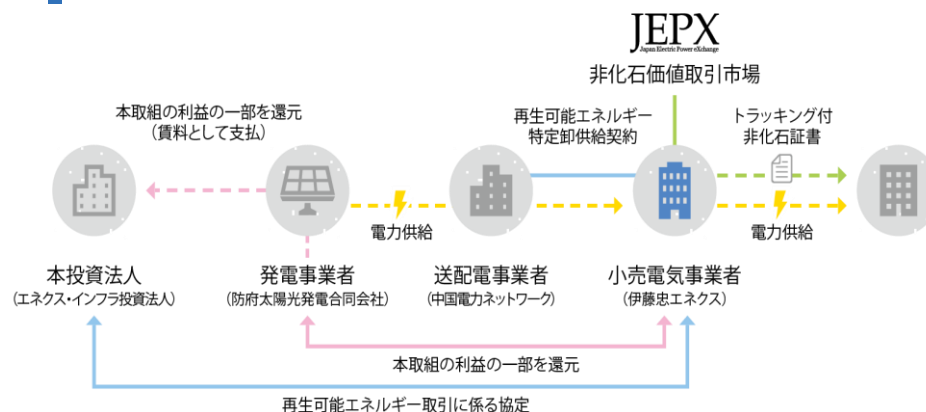 JEPX
Japan Electric Power eXchange
非化石価値取引市場
本取組の利益の一部を還元
（賃料として支払）
再生可能エネルギー
特定卸供給契約
トラッキング付
非化石証書
電力供給
電力供給
本投資法人
（エネクス・インフラ投資法人）
発電事業者
（防府太陽光発電合同会社）
送配電事業者
（中国電力ネットワーク）
小売電気事業者
（伊藤忠エネクス）
本取組の利益の一部を還元
再生可能エネルギー取引に係る協定